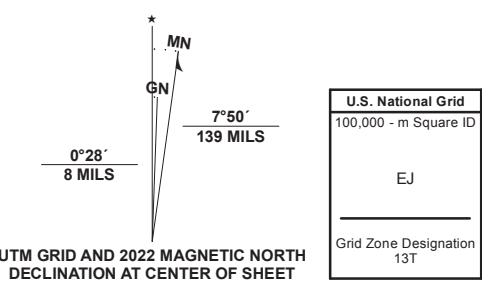 ★
MN
GN
7°50´
139 MILS
0°28´
8 MILS
UTM GRID AND 2022 MAGNETIC NORTH
DECLINATION AT CENTER OF SHEET
U.S. National Grid
100,000 - m Square ID
EJ
Grid Zone Designation
13T